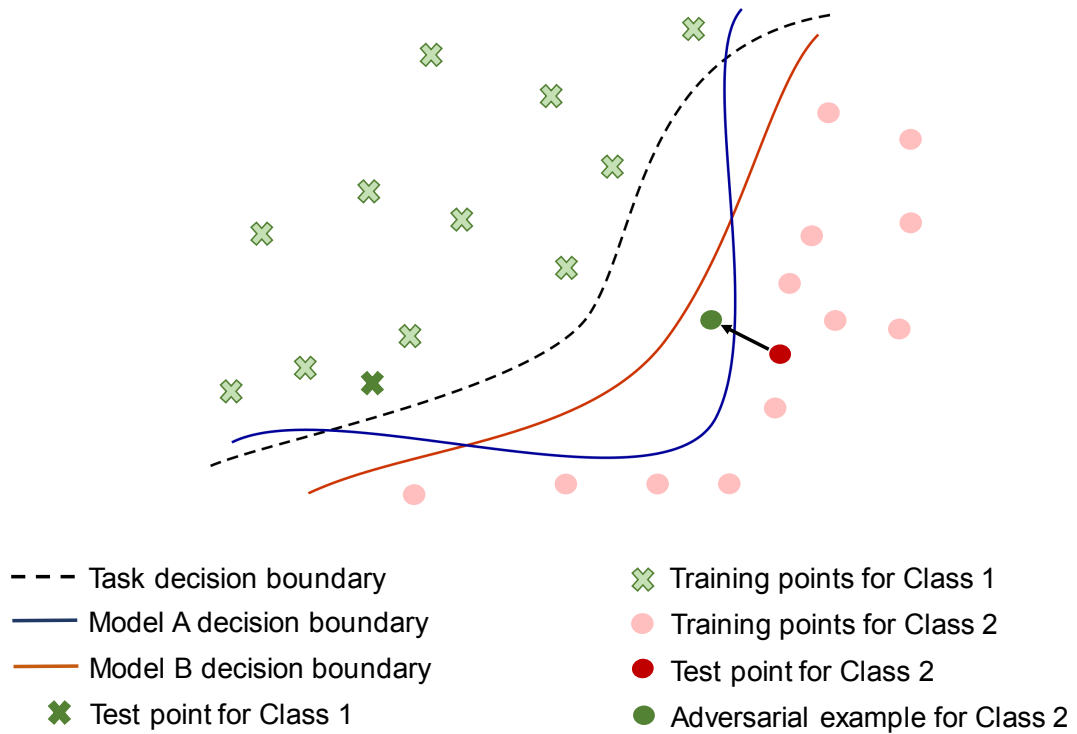 Task decision boundary
Model A decision boundary
Model B decision boundary
Test point for Class 1
Training points for Class 1
Training points for Class 2
Test point for Class 2
Adversarial example for Class 2